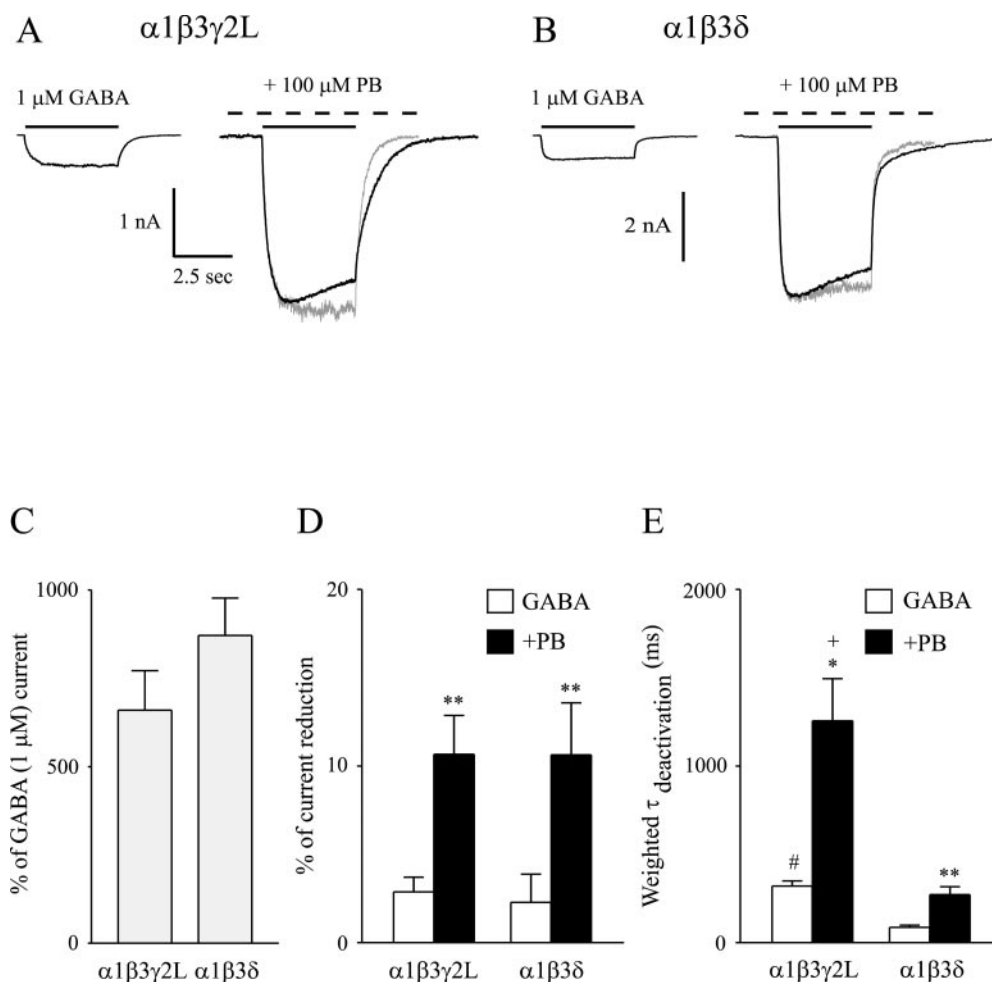 A α1β3γ2L
B α1β3δ
1 µM GABA
+ 100 µM PB
1 µM GABA
+ 100 µM PB
1 nA
2.5 sec
2 nA
C
D
E
% of GABA (1 µM) current
1000
500
0
α1β3γ2L α1β3δ
% of current reduction
20
10
0
GABA
+PB
**
**
α1β3γ2L α1β3δ
Weighted τ deactivation (ms)
2000
1000
0
GABA
+PB
+
*
#
**
α1β3γ2L α1β3δ